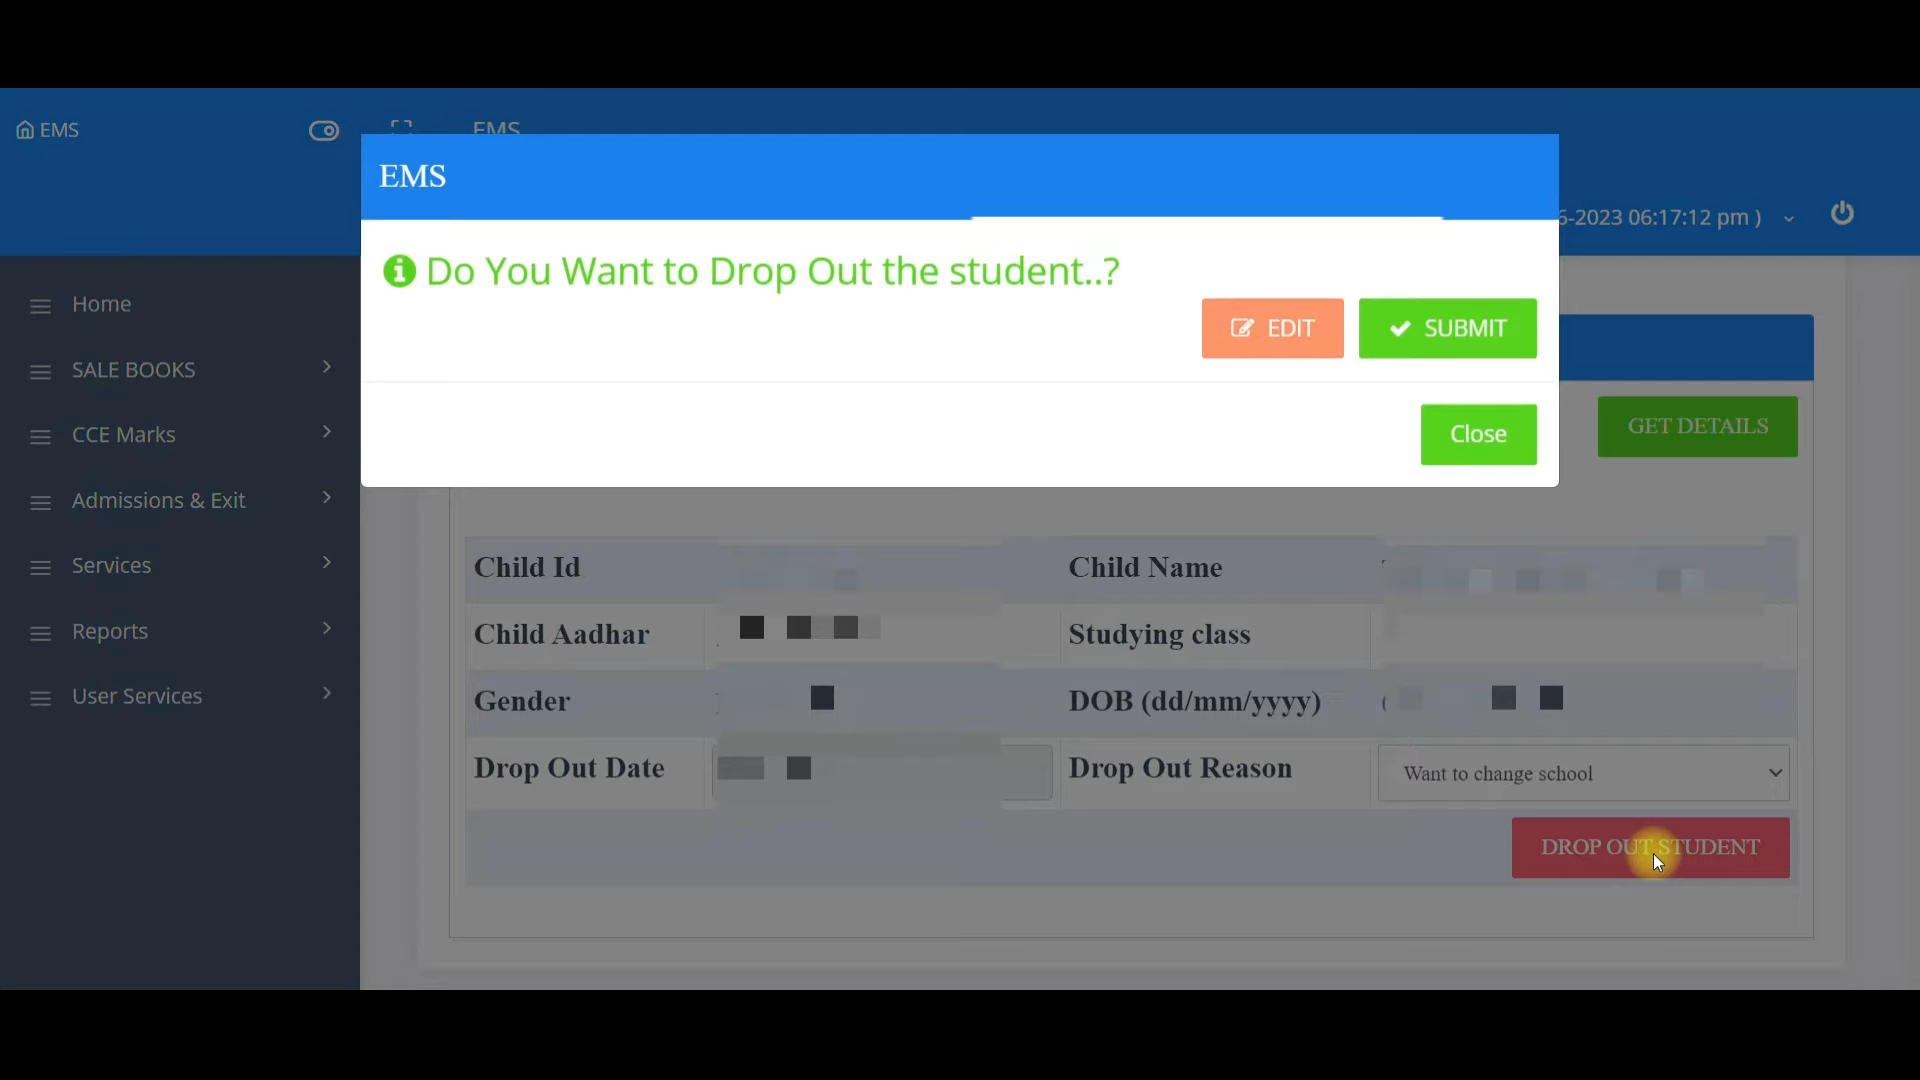 EMS
EMS
EMS
6-2023 06:17:12 pm )
Do You Want to Drop Out the student..?
EDIT
SUBMIT
Close
Home
SALE BOOKS
CCE Marks
Admissions & Exit
Services
Reports
User Services
GET DETAILS
Child Id
Child Name
Child Aadhar
Studying class
Gender
DOB (dd/mm/yyyy)
Drop Out Date
Drop Out Reason
Want to change school
DROP OUT STUDENT